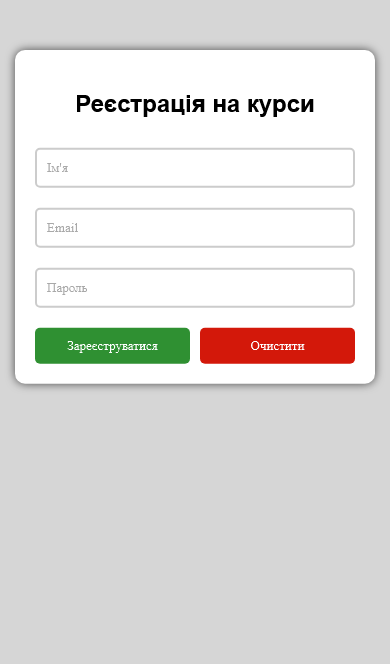 Реєстрація на курси
Ім'я
Email
Пароль
Зареєструватися
Очистити